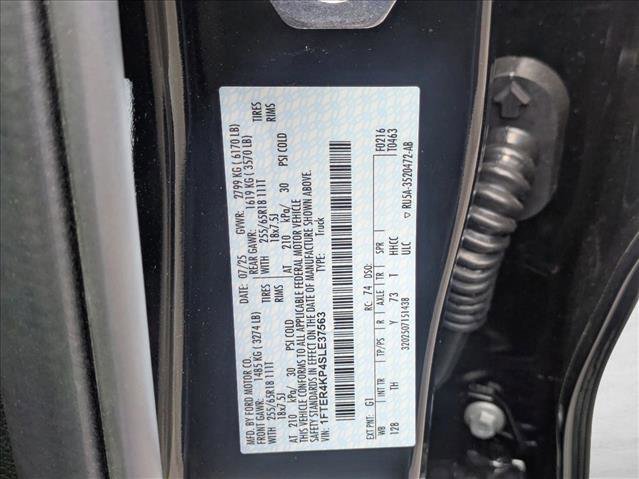 MFD. BY FORD MOTOR CO.
DATE: 07/25 GVWR: 2799 KG (6170 LB)
FRONT GAWR: 1485 KG (3274 LB) REAR GAWR: 1619 KG (3570 LB)
WITH 255/65R18 111T TIRES WITH 255/65R18 111T TIRES
18x7.5J RIMS 18x7.5J RIMS
AT 210 kPa/ 30 PSI COLD AT 210 kPa/ 30 PSI COLD
THIS VEHICLE CONFORMS TO ALL APPLICABLE FEDERAL MOTOR VEHICLE
SAFETY STANDARDS IN EFFECT ON THE DATE OF MANUFACTURE SHOWN ABOVE.
VIN: 1FTER4KP4SLE37563 TYPE: Truck
F0216
T0463
EXT PNT: G1 RC: 74 DSO:
WB INT TR TP/PS R AXLE TR SPR
128 TH Y 73 T HHCC
ULC
3202507151438 ▽ RU5A-3520472-AB